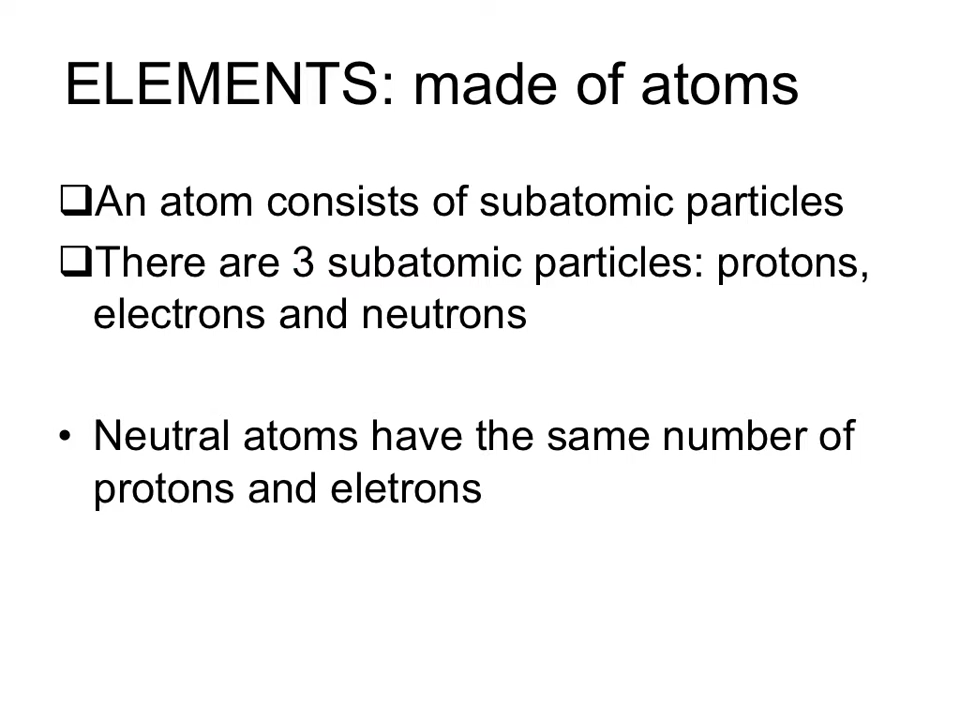 ELEMENTS: made of atoms
❑An atom consists of subatomic particles
❑There are 3 subatomic particles: protons,
electrons and neutrons
• Neutral atoms have the same number of
protons and eletrons